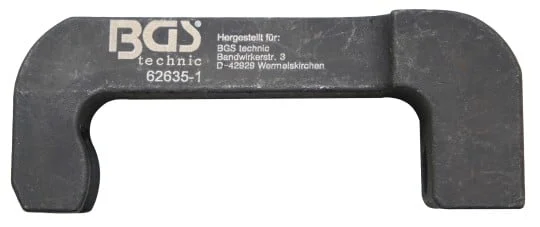 BGS
technic
62635-1
Hergestellt für:
BGS technic
Bandwirkerstr. 3
D-42929 Wermelskirchen